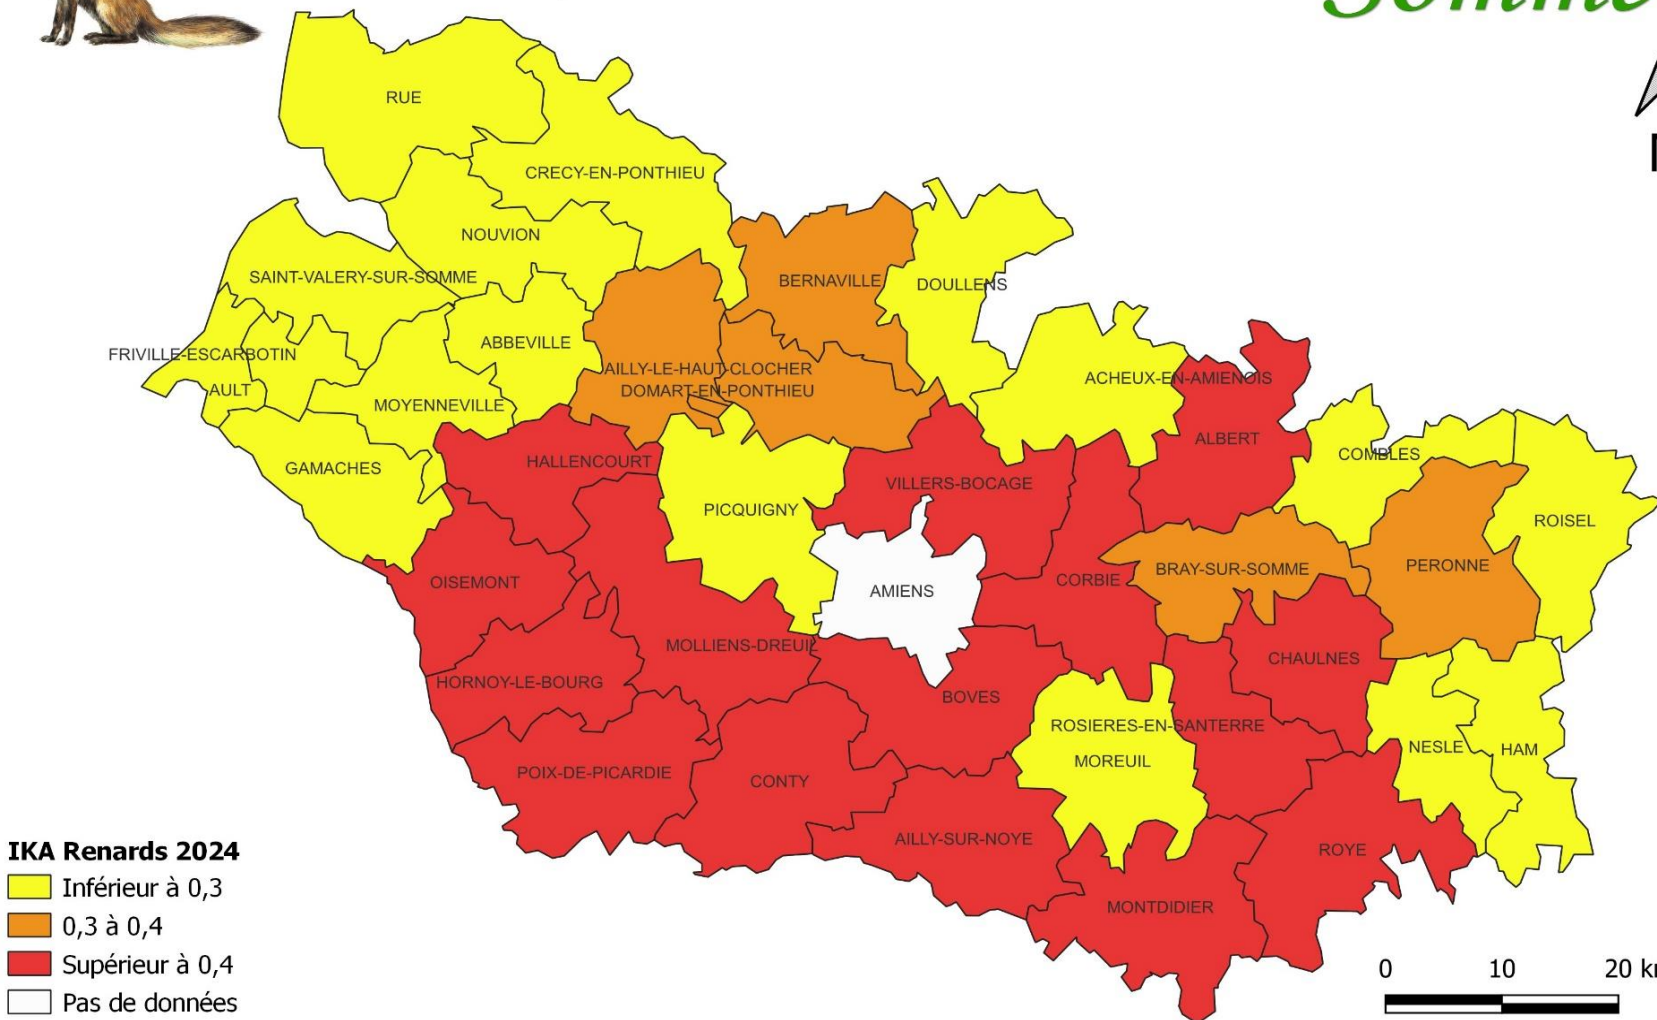 Somme
RUE
CRECY-EN-PONTHIEU
NOUVION
SAINT-VALERY-SUR-SOMME
BERNAVILLE
DOULLENS
ABBEVILLE
FRIVILLE-ESCARBOTIN
AULT
AILLY-LE-HAUT-CLOCHER
DOMART-EN-PONTHIEU
ACHEUX-EN-AMIENOIS
MOYENNEVILLE
ALBERT
COMBLES
GAMACHES
HALLENCOURT
VILLERS-BOCAGE
PICQUIGNY
ROISEL
OISEMONT
AMIENS
CORBIE
BRAY-SUR-SOMME
PERONNE
MOLLIENS-DREUIL
CHAULNES
HORNOY-LE-BOURG
BOVES
ROSIERES-EN-SANTERRE
MOREUIL
NESLE
HAM
POIX-DE-PICARDIE
CONTY
AILLY-SUR-NOYE
ROYE
MONTDIDIER
IKA Renards 2024
Inférieur à 0,3
0,3 à 0,4
Supérieur à 0,4
Pas de données
0 10 20 km